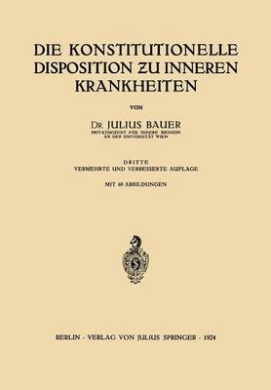 DIE KONSTITUTIONELLE
DISPOSITION ZU INNEREN
KRANKHEITEN
VON
DR. JULIUS BAUER
PRIVATDOZENT FÜR INNERE MEDIZIN
AN DER UNIVERSITÄT WIEN
DRITTE
VERMEHRTE UND VERBESSERTE AUFLAGE
MIT 69 ABBILDUNGEN
BERLIN - VERLAG VON JULIUS SPRINGER - 1924